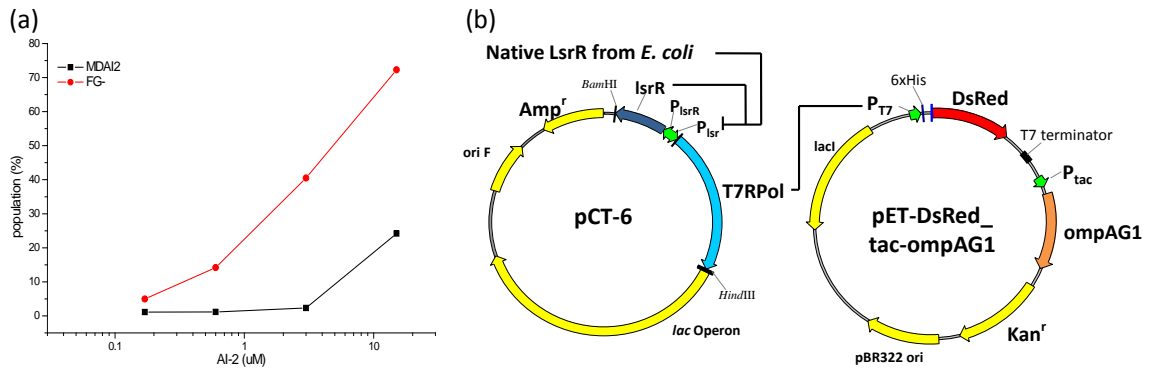 (a)
80
70
60
50
40
30
20
10
0
population (%)
MDAI2
FG-
0.1
1
10
AI-2 (uM)
(b)
Native LsrR from E. coli
BamHI
lsrR
PlsrR
Plsr
Ampr
ori F
T7RPol
pCT-6
HindIII
lac Operon
6xHis
PT7
DsRed
T7 terminator
lacI
Ptac
pET-DsRed_
tac-ompAG1
ompAG1
Kanr
pBR322 ori